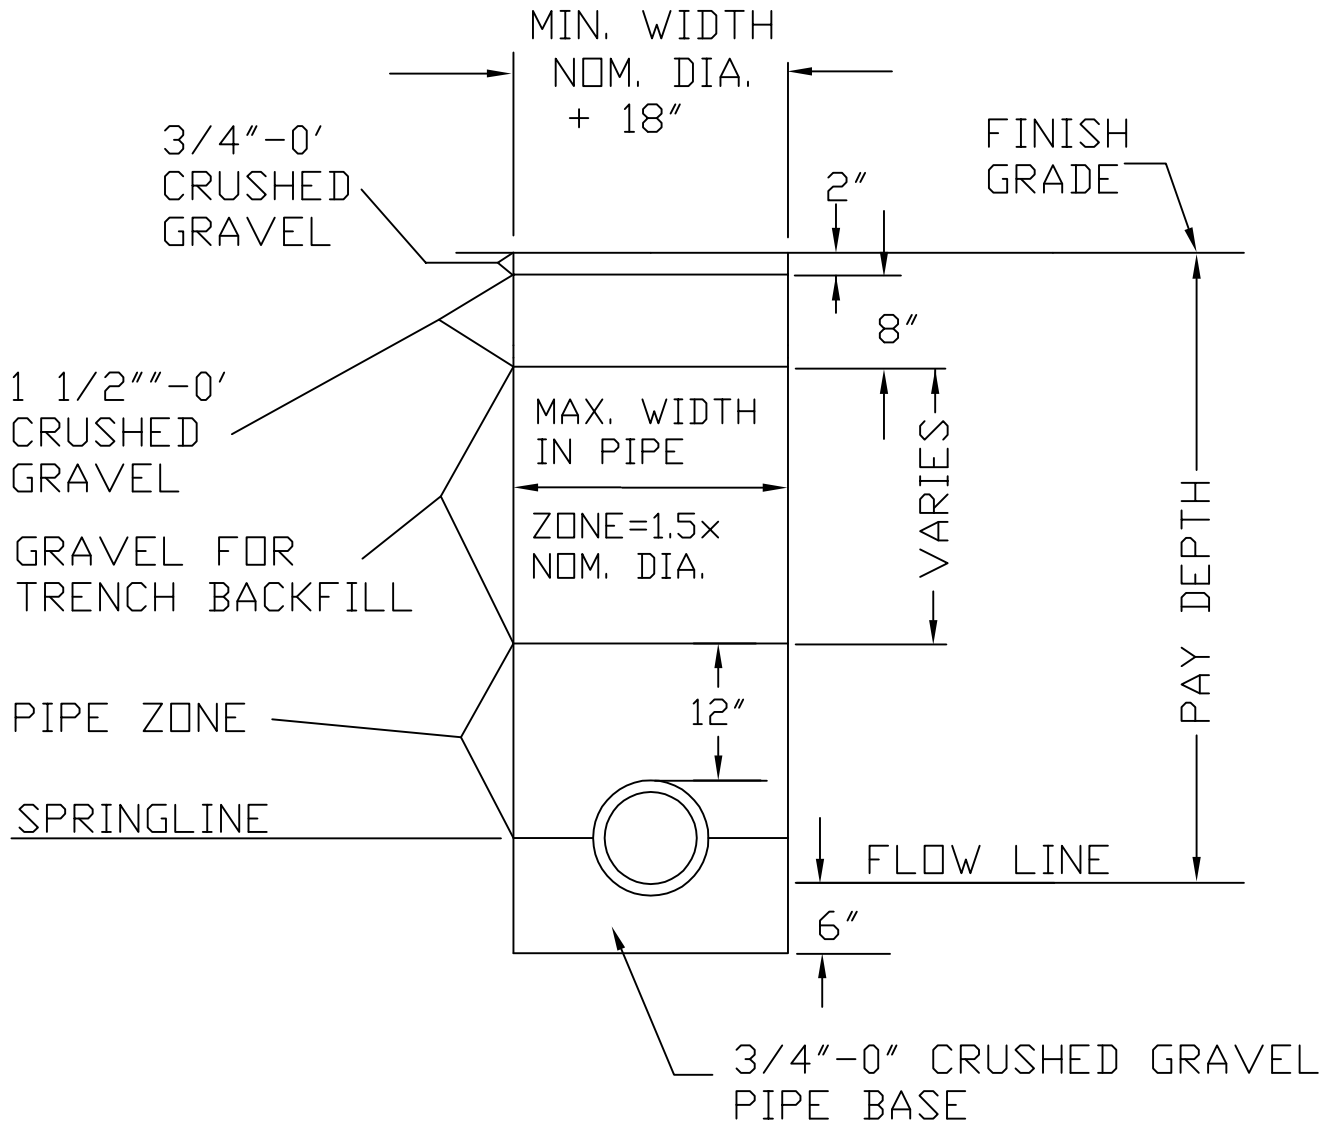 MIN. WIDTH
NOM. DIA.
+ 18"
3/4"-0'
CRUSHED
GRAVEL
FINISH
GRADE
2"
8"
1 1/2""-0'
CRUSHED
GRAVEL
MAX. WIDTH
IN PIPE
ZONE=1.5x
NOM. DIA.
VARIES
PAY DEPTH
GRAVEL FOR
TRENCH BACKFILL
PIPE ZONE
12"
SPRINGLINE
FLOW LINE
6"
3/4"-0" CRUSHED GRAVEL
PIPE BASE